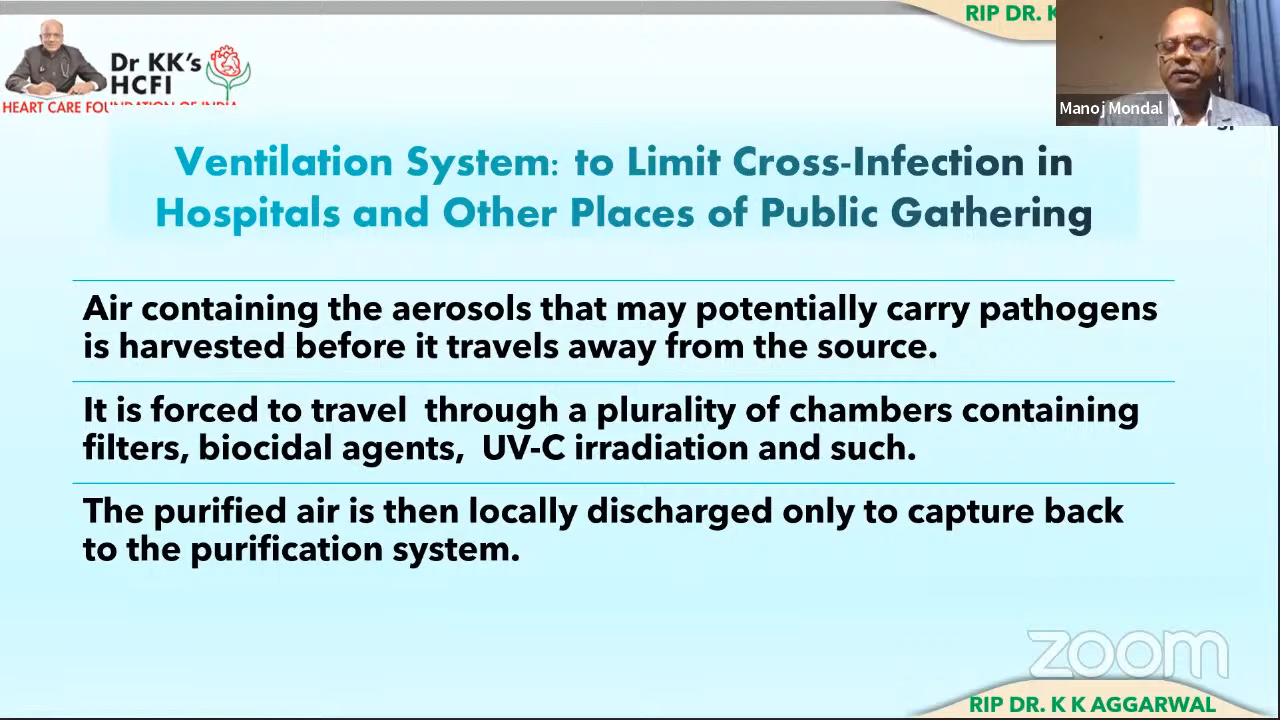 RIP DR. K
Dr KK's
HCFI
HEART CARE FOUNDATION OF INDIA
Manoj Mondal
Ventilation System: to Limit Cross-Infection in
Hospitals and Other Places of Public Gathering
Air containing the aerosols that may potentially carry pathogens
is harvested before it travels away from the source.
It is forced to travel through a plurality of chambers containing
filters, biocidal agents, UV-C irradiation and such.
The purified air is then locally discharged only to capture back
to the purification system.
zoom
RIP DR. K K AGGARWAL